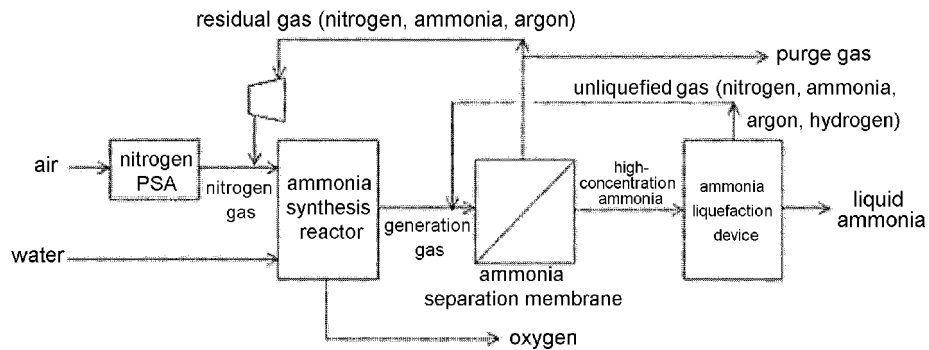 residual gas (nitrogen, ammonia, argon)
purge gas
unliquefied gas (nitrogen, ammonia,
argon, hydrogen)
air
nitrogen
PSA
nitrogen
gas
ammonia
synthesis
reactor
generation
gas
high-
concentration
ammonia
ammonia
liquefaction
device
liquid
ammonia
water
ammonia
separation membrane
oxygen